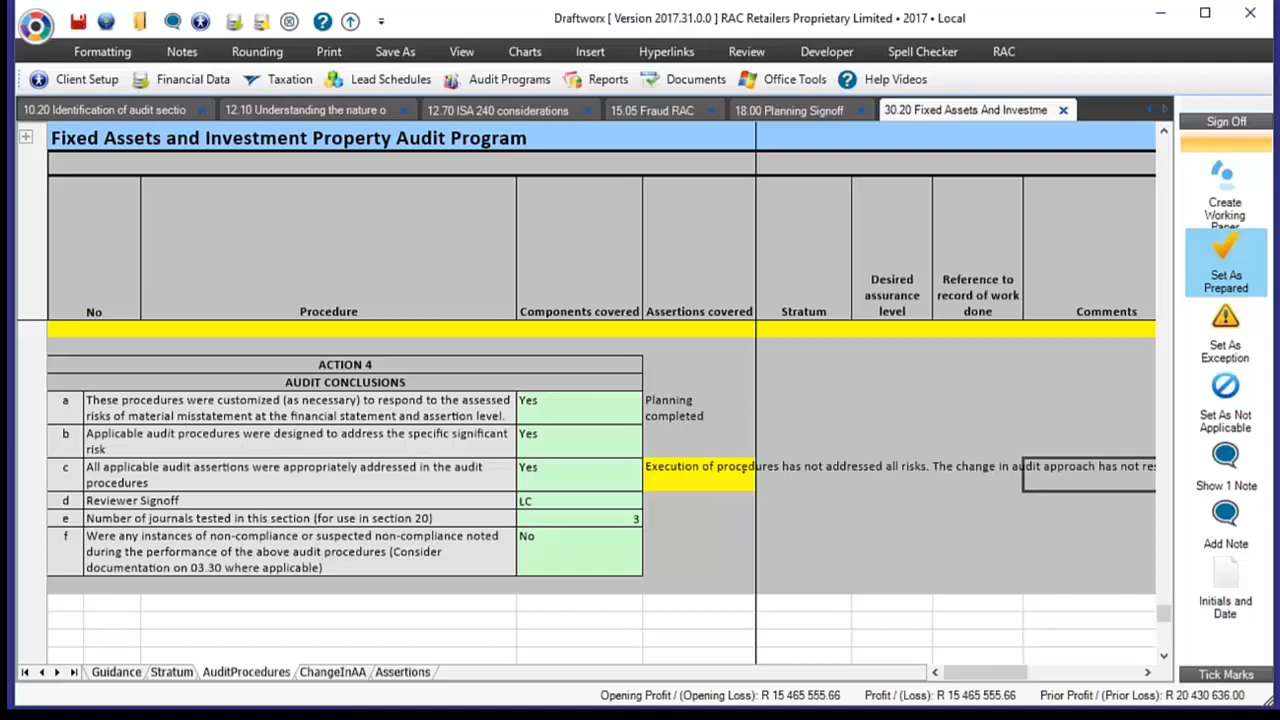 Draftworx [ Version 2017.31.0.0 ] RAC Retailers Proprietary Limited • 2017 • Local
Formatting Notes Rounding Print Save As View Charts Insert Hyperlinks Review Developer Spell Checker RAC
Client Setup Financial Data Taxation Lead Schedules Audit Programs Reports Documents Office Tools Help Videos
10.20 Identification of audit sectio 12.10 Understanding the nature o 12.70 ISA 240 considerations 15.05 Fraud RAC 18.00 Planning Signoff 30.20 Fixed Assets And Investme
Fixed Assets and Investment Property Audit Program
No Procedure Components covered Assertions covered Stratum Desired assurance level Reference to record of work done Comments
ACTION 4
AUDIT CONCLUSIONS
a These procedures were customized (as necessary) to respond to the assessed Yes Planning
risks of material misstatement at the financial statement and assertion level. completed
b Applicable audit procedures were designed to address the specific significant Yes
risk
c All applicable audit assertions were appropriately addressed in the audit Yes Execution of procedures has not addressed all risks. The change in audit approach has not res
procedures
d Reviewer Signoff LC
e Number of journals tested in this section (for use in section 20) 3
f Were any instances of non-compliance or suspected non-compliance noted No
during the performance of the above audit procedures (Consider
documentation on 03.30 where applicable)
Guidance Stratum AuditProcedures ChangeInAA Assertions
Sign Off
Create
Working
Paper
Set As
Prepared
Set As
Exception
Set As Not
Applicable
Show 1 Note
Add Note
Initials and
Date
Tick Marks
Opening Profit / (Opening Loss): R 15 465 555.66 Profit / (Loss): R 15 465 555.66 Prior Profit / (Prior Loss): R 20 430 636.00